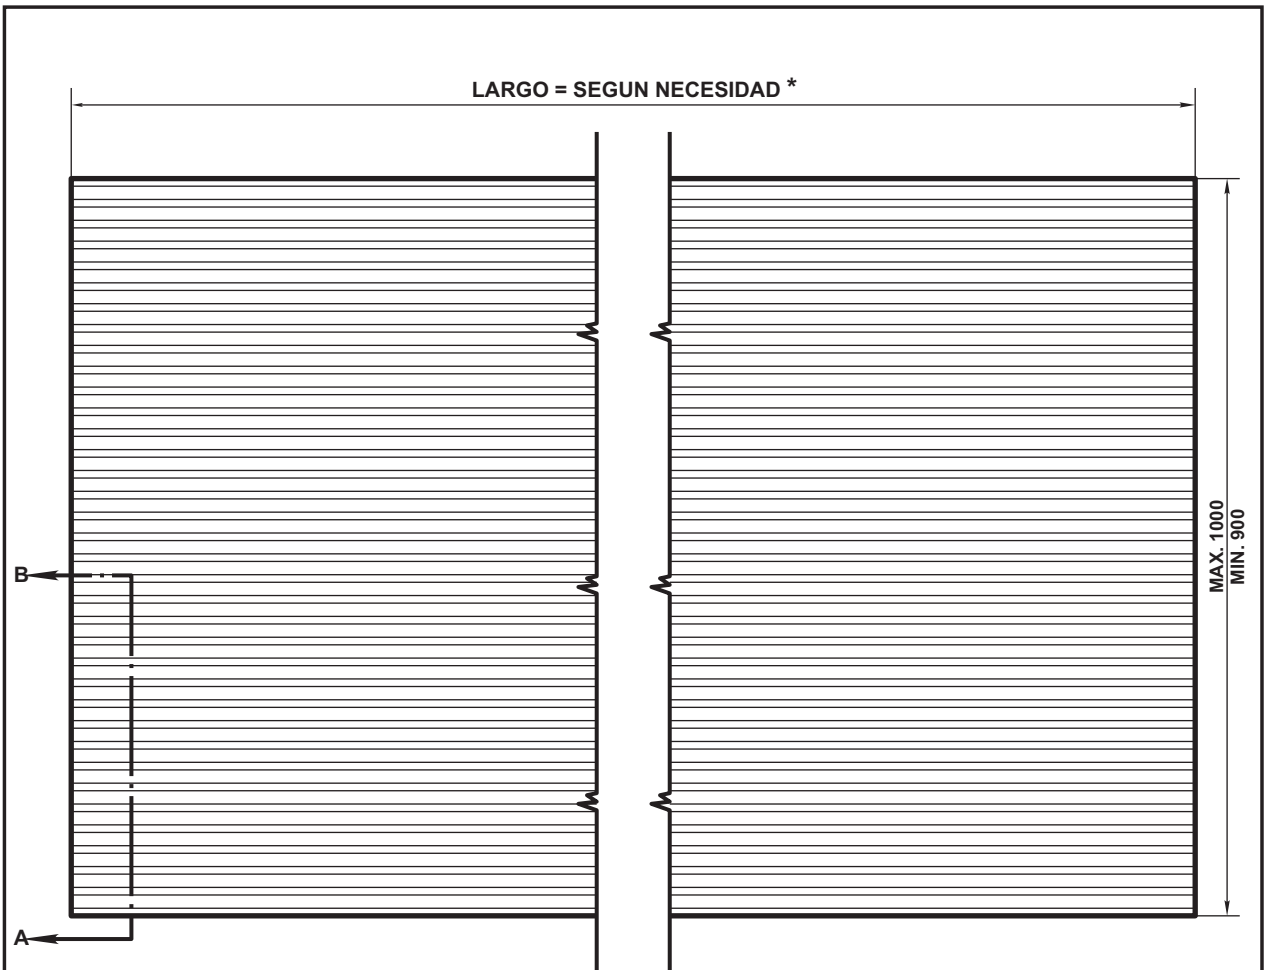 LARGO = SEGUN NECESIDAD *
MAX. 1000
MIN. 900
B
A